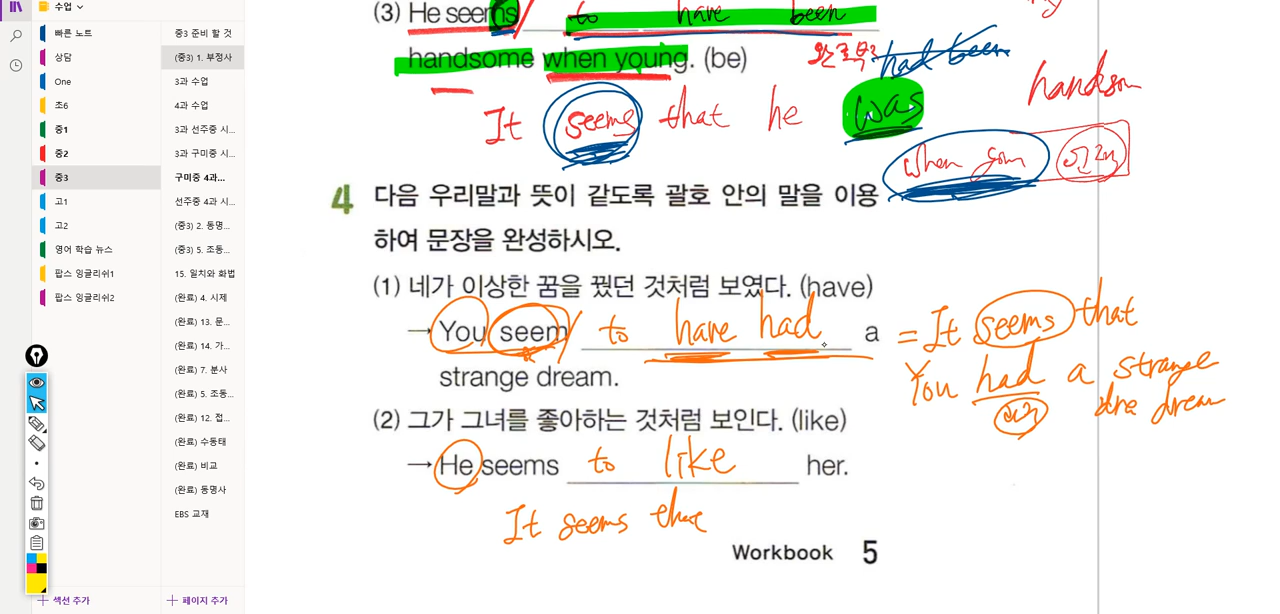 수업
빠른 노트
상담
One
초6
중1
중2
중3
고1
고2
영어 학습 뉴스
팝스 잉글리쉬1
팝스 잉글리쉬2
섹션 추가
중3 준비 할 것
(중3) 1. 부정사
3과 수업
4과 수업
3과 선주중 시...
3과 구미중 시...
구미중 4과...
선주중 4과 시...
(중3) 2. 동명...
(중3) 5. 조동...
15. 일치와 화법
(완료) 4. 시제
(완료) 13. 문...
(완료) 14. 가...
(완료) 7. 분사
(완료) 5. 조동...
(완료) 12. 접...
(완료) 수동태
(완료) 비교
(완료) 동명사
EBS 교재
페이지 추가
(3) He seems to have been
handsome when young. (be)
had been
handsom
It seems that he was
when youn
4 다음 우리말과 뜻이 같도록 괄호 안의 말을 이용
하여 문장을 완성하시오.
(1) 네가 이상한 꿈을 꿨던 것처럼 보였다. (have)
→ You seem to have had a
strange dream.
= It seems that
You had a strange
dream
(2) 그가 그녀를 좋아하는 것처럼 보인다. (like)
→ He seems to like her.
It seems that
Workbook 5